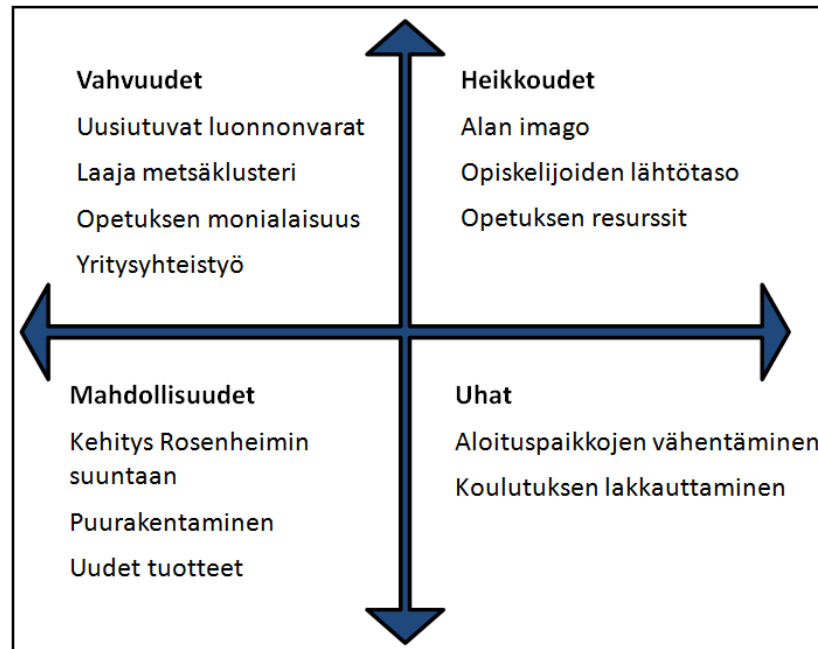 Vahvuudet
Uusiutuvat luonnonvarat
Laaja metsäklusteri
Opetuksen monialaisuus
Yritysyhteistyö
Heikkoudet
Alan imago
Opiskelijoiden lähtötaso
Opetuksen resurssit
Mahdollisuudet
Kehitys Rosenheimin
suuntaan
Puurakentaminen
Uudet tuotteet
Uhat
Aloituspaikkojen vähentäminen
Koulutuksen lakkauttaminen